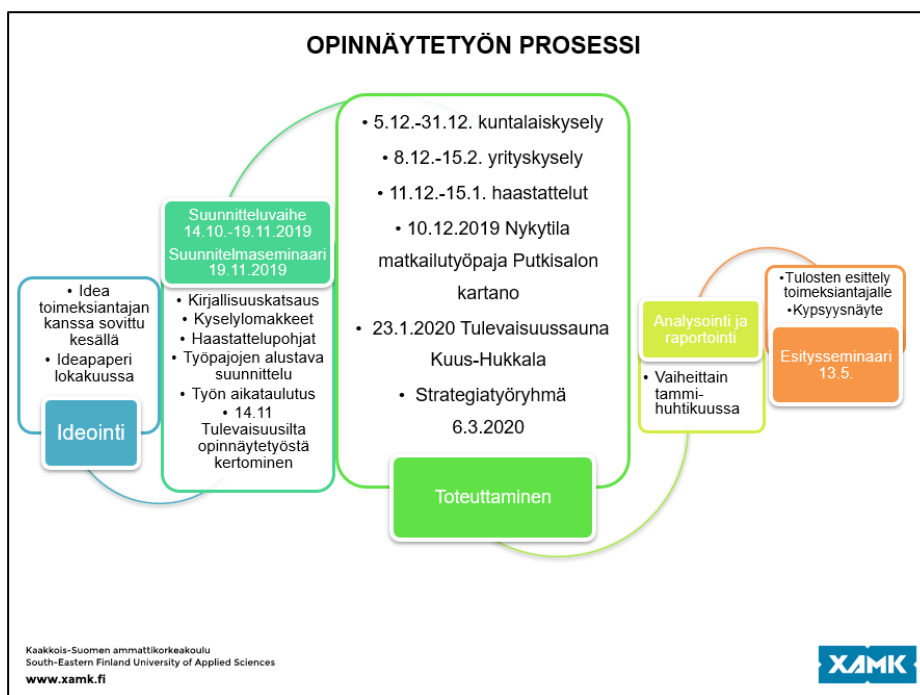 OPINNÄYTETYÖN PROSESSI
• Idea
toimeksiantajan
kanssa sovittu
kesällä
• Ideapaperi
lokakuussa
Ideointi
Suunnitteluvaihe
14.10.-19.11.2019
Suunnitelmaseminaari
19.11.2019
• Kirjallisuuskatsaus
• Kyselylomakkeet
• Haastattelupohjat
• Työpajojen alustava
suunnittelu
• Työn aikataulutus
• 14.11
Tulevaisuusilta
opinnäytetyöstä
kertominen
• 5.12.-31.12. kuntalaiskysely
• 8.12.-15.2. yrityskysely
• 11.12.-15.1. haastattelut
• 10.12.2019 Nykytila
matkailutyöpaja Putkisalon
kartano
• 23.1.2020 Tulevaisuussauna
Kuus-Hukkala
• Strategiatyöryhmä
6.3.2020
Toteuttaminen
Analysointi ja
raportointi
• Vaiheittain
tammi-
huhtikuussa
• Tulosten esittely
toimeksiantajalle
• Kypsyysnäyte
Esitysseminaari
13.5.
Kaakkois-Suomen ammattikorkeakoulu
South-Eastern Finland University of Applied Sciences
www.xamk.fi
XAMK